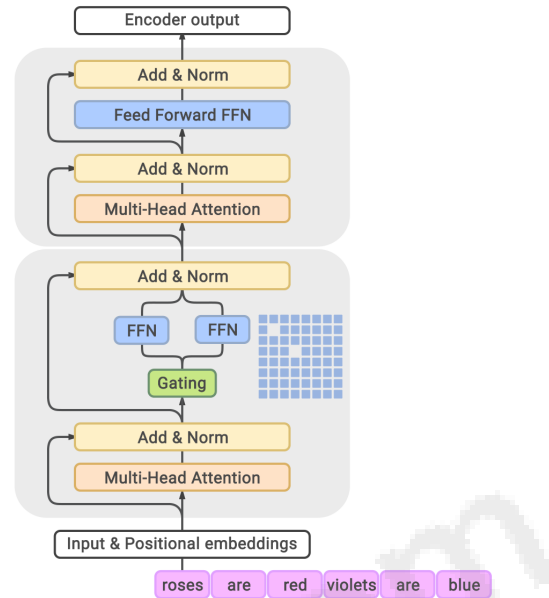 Encoder output
Add & Norm
Feed Forward FFN
Add & Norm
Multi-Head Attention
Add & Norm
FFN FFN
Gating
Add & Norm
Multi-Head Attention
Input & Positional embeddings
roses are red violets are blue